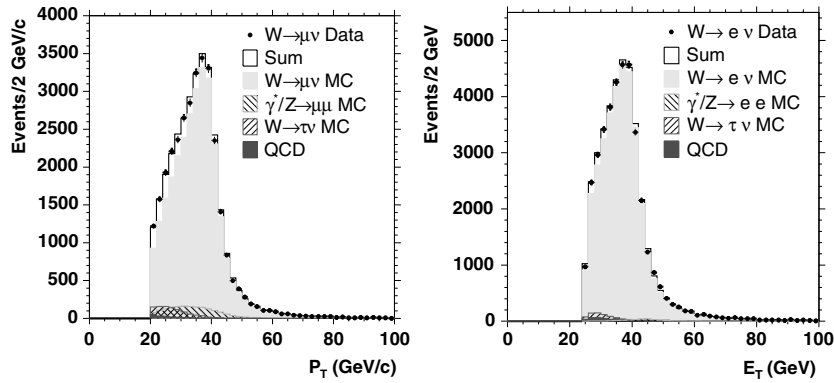 Events/2 GeV/c
4000
3500
3000
2500
2000
1500
1000
500
0
0 20 40 60 80 100
P_T (GeV/c)
W→μν Data
Sum
W→μν MC
γ*/Z→μμ MC
W→τν MC
QCD
Events/2 GeV
5000
4000
3000
2000
1000
0
0 20 40 60 80 100
E_T (GeV)
W→ e ν Data
Sum
W→ e ν MC
γ*/Z→ e e MC
W→ τ ν MC
QCD